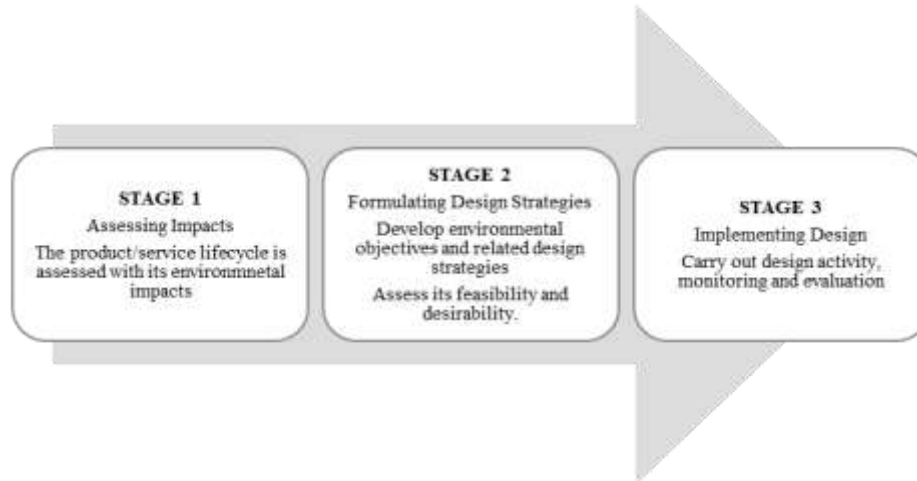 STAGE 1
Assessing Impacts
The product/service lifecycle is
assessed with its environmnetal
impacts
STAGE 2
Formulating Design Strategies
Develop environmental
objectives and related design
strategies
Assess its feasibility and
desirability.
STAGE 3
Implementing Design
Carry out design activity,
monitoring and evaluation